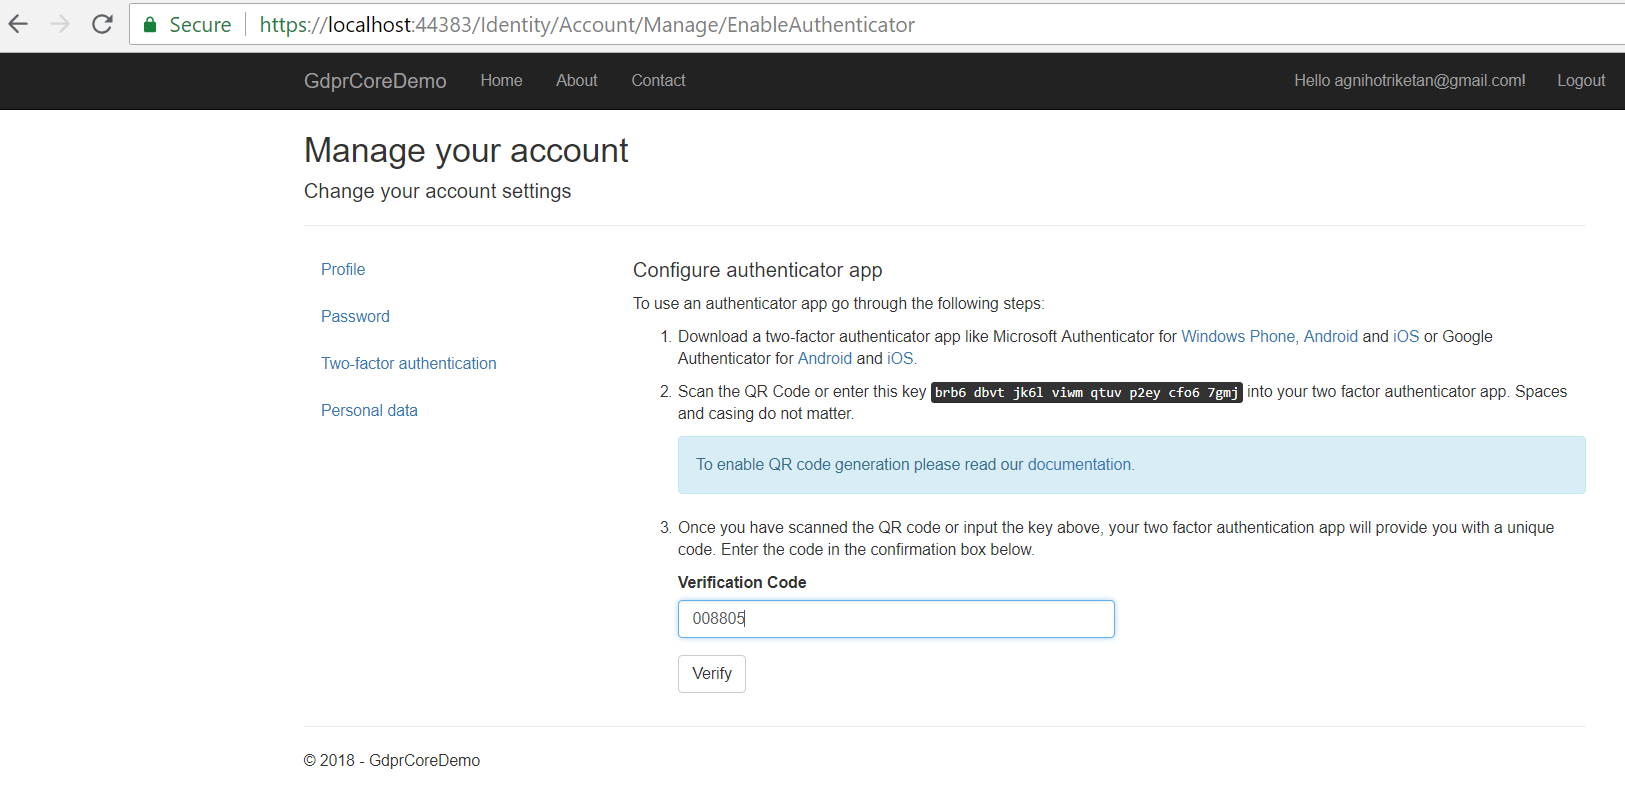 Secure https://localhost:44383/Identity/Account/Manage/EnableAuthenticator
GdprCoreDemo Home About Contact Hello agnihotriketan@gmail.com! Logout
Manage your account
Change your account settings
Profile
Password
Two-factor authentication
Personal data
Configure authenticator app
To use an authenticator app go through the following steps:
1. Download a two-factor authenticator app like Microsoft Authenticator for Windows Phone, Android and iOS or Google
Authenticator for Android and iOS.
2. Scan the QR Code or enter this key brb6 dbvt jk6l viwm qtuv p2ey cfo6 7gmj into your two factor authenticator app. Spaces
and casing do not matter.
To enable QR code generation please read our documentation.
3. Once you have scanned the QR code or input the key above, your two factor authentication app will provide you with a unique
code. Enter the code in the confirmation box below.
Verification Code
008805
Verify
© 2018 - GdprCoreDemo